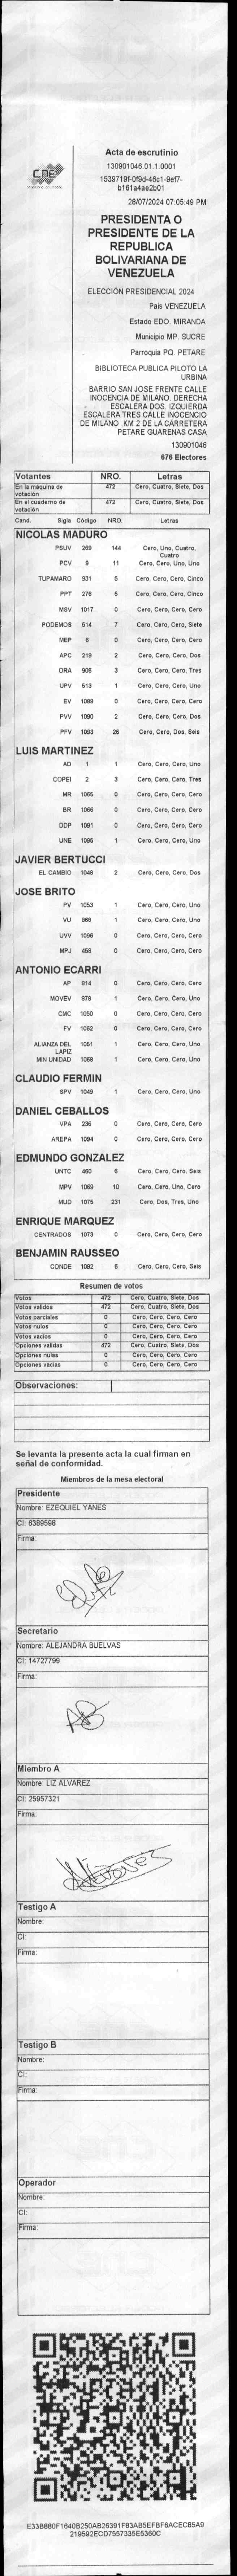 CNE
Acta de escrutinio
130901046.01.1.0001
1539719f-0f9d-46c1-9ef7-
b161a4ae2b01
28/07/2024 07:05:49 PM
PRESIDENTA O
PRESIDENTE DE LA
REPUBLICA
BOLIVARIANA DE
VENEZUELA
ELECCIÓN PRESIDENCIAL 2024
Pais VENEZUELA
Estado EDO. MIRANDA
Municipio MP. SUCRE
Parroquia PQ. PETARE
BIBLIOTECA PUBLICA PILOTO LA
URBINA
BARRIO SAN JOSE FRENTE CALLE
INOCENCIA DE MILANO. DERECHA
ESCALERA DOS. IZQUIERDA
ESCALERA TRES CALLE INOCENCIO
DE MILANO .KM 2 DE LA CARRETERA
PETARE GUARENAS CASA
130901046
676 Electores
Votantes NRO. Letras
En la máquina de votación 472 Cero, Cuatro, Siete, Dos
En el cuaderno de votación 472 Cero, Cuatro, Siete, Dos
Cand. Sigla Código NRO. Letras
NICOLAS MADURO
PSUV 269 144 Cero, Uno, Cuatro, Cuatro
PCV 9 11 Cero, Cero, Uno, Uno
TUPAMARO 931 5 Cero, Cero, Cero, Cinco
PPT 276 5 Cero, Cero, Cero, Cinco
MSV 1017 0 Cero, Cero, Cero, Cero
PODEMOS 514 7 Cero, Cero, Cero, Siete
MEP 6 0 Cero, Cero, Cero, Cero
APC 219 2 Cero, Cero, Cero, Dos
ORA 906 3 Cero, Cero, Cero, Tres
UPV 513 1 Cero, Cero, Cero, Uno
EV 1089 0 Cero, Cero, Cero, Cero
PVV 1090 2 Cero, Cero, Cero, Dos
PFV 1093 26 Cero, Cero, Dos, Seis
LUIS MARTINEZ
AD 1 1 Cero, Cero, Cero, Uno
COPEI 2 3 Cero, Cero, Cero, Tres
MR 1065 0 Cero, Cero, Cero, Cero
BR 1066 0 Cero, Cero, Cero, Cero
DDP 1091 0 Cero, Cero, Cero, Cero
UNE 1095 1 Cero, Cero, Cero, Uno
JAVIER BERTUCCI
EL CAMBIO 1048 2 Cero, Cero, Cero, Dos
JOSE BRITO
PV 1053 1 Cero, Cero, Cero, Uno
VU 868 1 Cero, Cero, Cero, Uno
UVV 1096 0 Cero, Cero, Cero, Cero
MPJ 458 0 Cero, Cero, Cero, Cero
ANTONIO ECARRI
AP 814 0 Cero, Cero, Cero, Cero
MOVEV 878 1 Cero, Cero, Cero, Uno
CMC 1050 0 Cero, Cero, Cero, Cero
FV 1062 0 Cero, Cero, Cero, Cero
ALIANZA DEL LAPIZ 1051 1 Cero, Cero, Cero, Uno
MIN UNIDAD 1068 1 Cero, Cero, Cero, Uno
CLAUDIO FERMIN
SPV 1049 1 Cero, Cero, Cero, Uno
DANIEL CEBALLOS
VPA 236 0 Cero, Cero, Cero, Cero
AREPA 1094 0 Cero, Cero, Cero, Cero
EDMUNDO GONZALEZ
UNTC 460 6 Cero, Cero, Cero, Seis
MPV 1069 10 Cero, Cero, Uno, Cero
MUD 1075 231 Cero, Dos, Tres, Uno
ENRIQUE MARQUEZ
CENTRADOS 1073 0 Cero, Cero, Cero, Cero
BENJAMIN RAUSSEO
CONDE 1092 6 Cero, Cero, Cero, Seis
Resumen de votos
Votos 472 Cero, Cuatro, Siete, Dos
Votos validos 472 Cero, Cuatro, Siete, Dos
Votos parciales 0 Cero, Cero, Cero, Cero
Votos nulos 0 Cero, Cero, Cero, Cero
Votos vacios 0 Cero, Cero, Cero, Cero
Opciones validas 472 Cero, Cuatro, Siete, Dos
Opciones nulas 0 Cero, Cero, Cero, Cero
Opciones vacias 0 Cero, Cero, Cero, Cero
Observaciones:
Se levanta la presente acta la cual firman en
señal de conformidad.
Miembros de la mesa electoral
Presidente
Nombre: EZEQUIEL YANES
CI: 6389598
Firma:
Secretario
Nombre: ALEJANDRA BUELVAS
CI: 14727799
Firma:
AB
Miembro A
Nombre: LIZ ALVAREZ
CI: 25957321
Firma:
Testigo A
Nombre:
CI:
Firma:
Testigo B
Nombre:
CI:
Firma:
Operador
Nombre:
CI:
Firma:
E33B880F1640B250AB26391F83AB5EFBF6ACEC85A9
219592ECD7557335E5360C